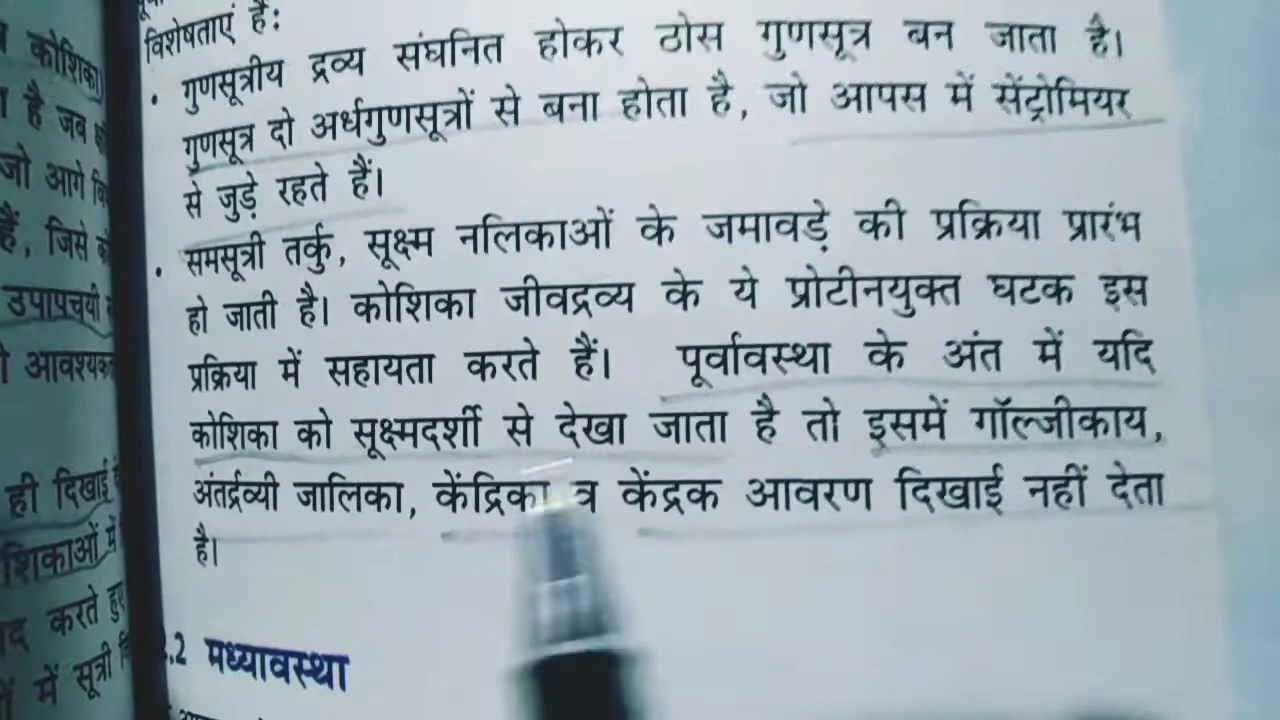 विशेषताएं हैं:
• गुणसूत्रीय द्रव्य संघनित होकर ठोस गुणसूत्र बन जाता है।
गुणसूत्र दो अर्धगुणसूत्रों से बना होता है, जो आपस में सेंट्रोमियर
से जुड़े रहते हैं।
• समसूत्री तर्कु, सूक्ष्म नलिकाओं के जमावड़े की प्रक्रिया प्रारंभ
हो जाती है। कोशिका जीवद्रव्य के ये प्रोटीनयुक्त घटक इस
प्रक्रिया में सहायता करते हैं। पूर्वावस्था के अंत में यदि
कोशिका को सूक्ष्मदर्शी से देखा जाता है तो इसमें गॉल्जीकाय,
अंतर्द्रव्यी जालिका, केंद्रिका व केंद्रक आवरण दिखाई नहीं देता
है।
.2 मध्यावस्था
कोशिका
है जब
जो आगे
हैं, जिसे
उपापचयी
ही दिखाई
करते हुए
में सूत्री